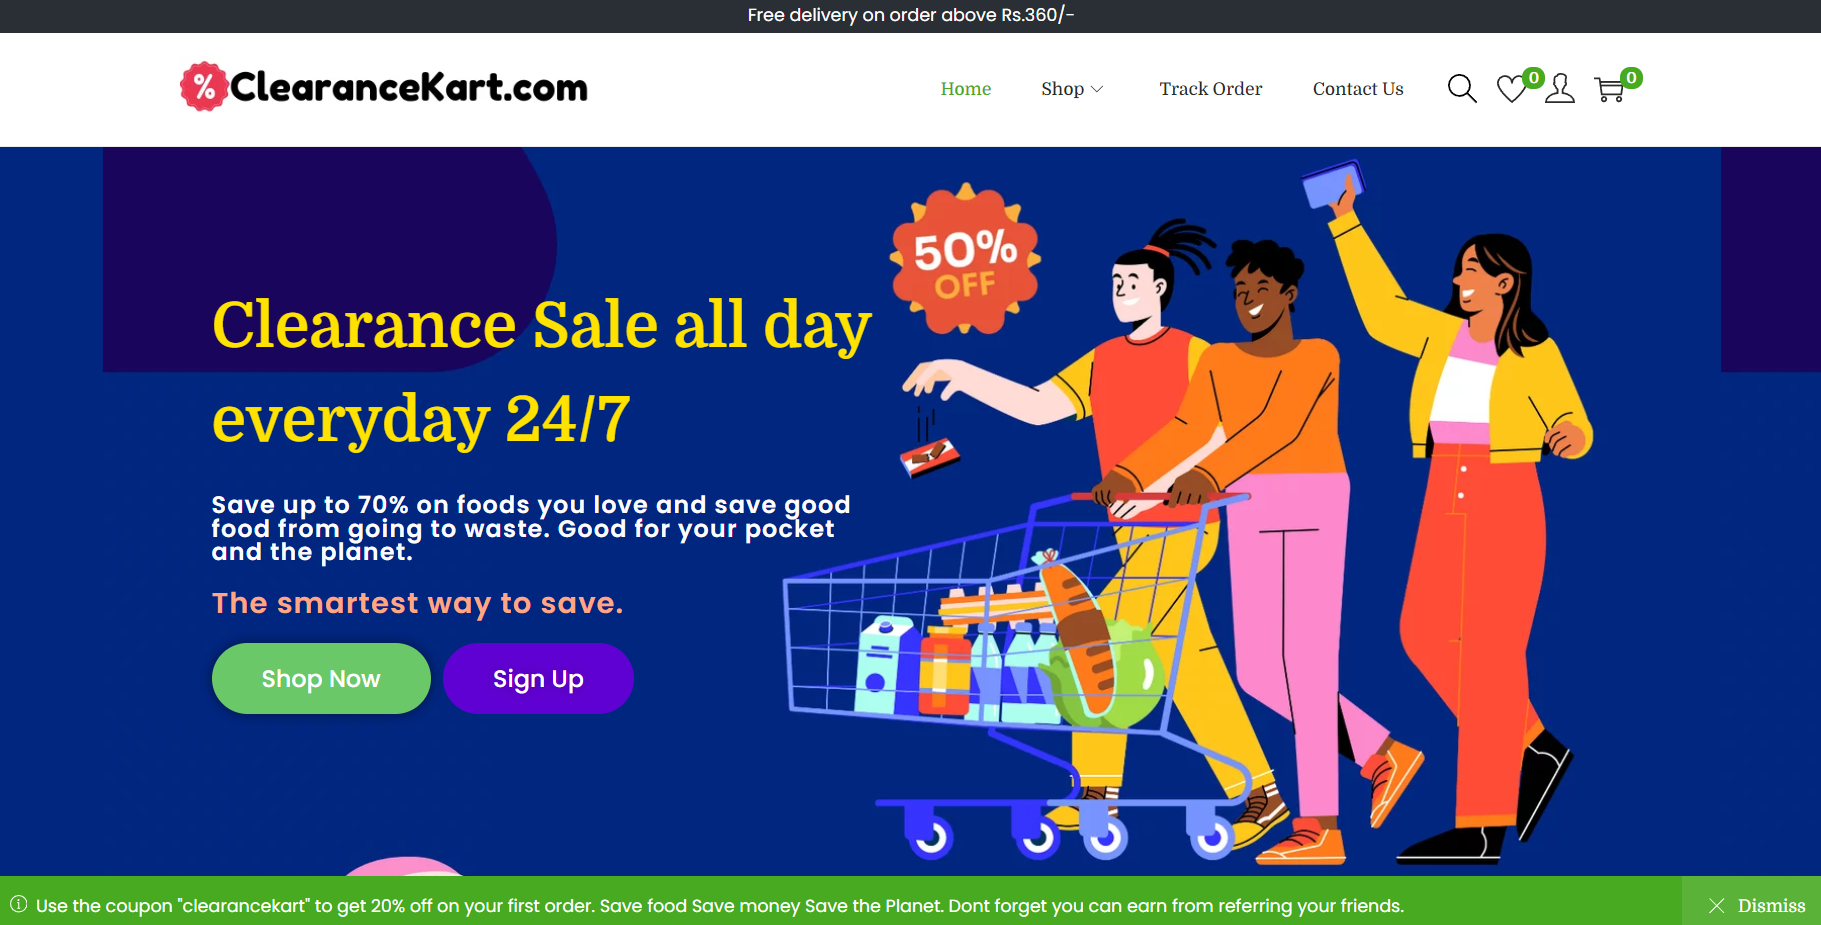 Free delivery on order above Rs.360/-
% ClearanceKart.com
Home Shop Track Order Contact Us 0 0
50%
OFF
Clearance Sale all day
everyday 24/7
Save up to 70% on foods you love and save good
food from going to waste. Good for your pocket
and the planet.
The smartest way to save.
Shop Now Sign Up
Use the coupon "clearancekart" to get 20% off on your first order. Save food Save money Save the Planet. Dont forget you can earn from referring your friends. Dismiss